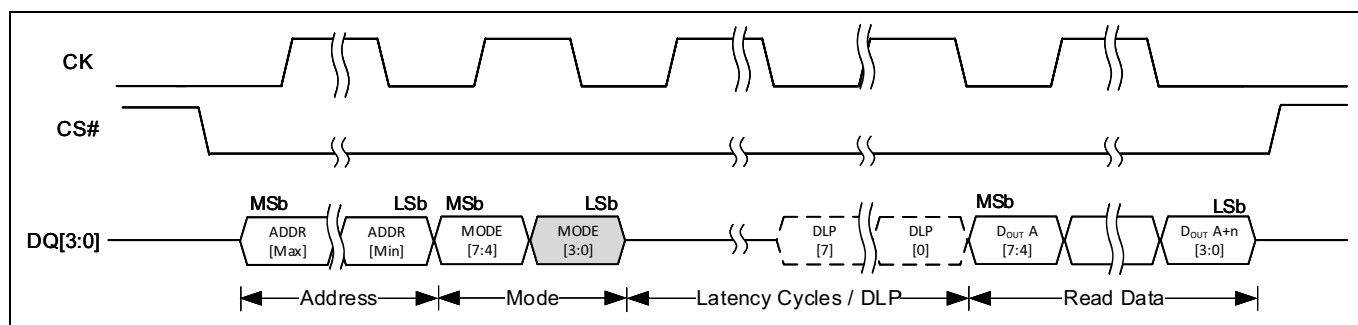 CK
CS#
MSb LSb MSb LSb MSb LSb
DQ[3:0] ADDR [Max] ADDR [Min] MODE [7:4] MODE [3:0] DLP [7] DLP [0] DOUT A [7:4] DOUT A+n [3:0]
Address Mode Latency Cycles / DLP Read Data